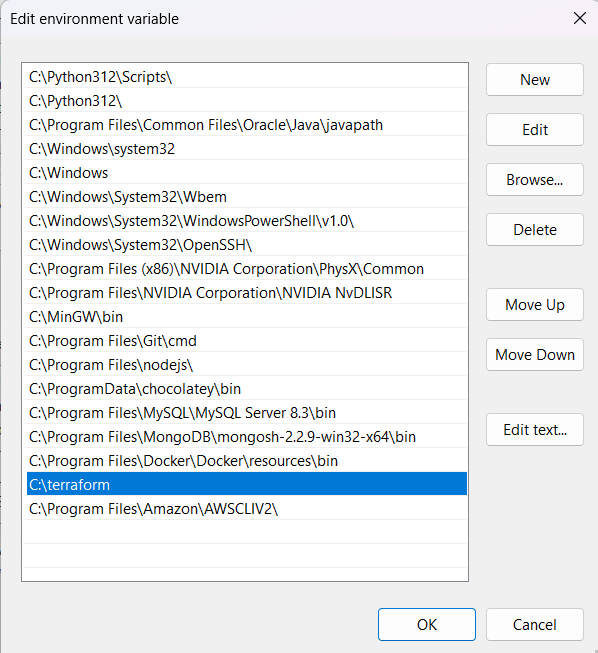 Edit environment variable
C:\Python312\Scripts\
C:\Python312\
C:\Program Files\Common Files\Oracle\Java\javapath
C:\Windows\system32
C:\Windows
C:\Windows\System32\Wbem
C:\Windows\System32\WindowsPowerShell\v1.0\
C:\Windows\System32\OpenSSH\
C:\Program Files (x86)\NVIDIA Corporation\PhysX\Common
C:\Program Files\NVIDIA Corporation\NVIDIA NvDLISR
C:\MinGW\bin
C:\Program Files\Git\cmd
C:\Program Files\nodejs\
C:\ProgramData\chocolatey\bin
C:\Program Files\MySQL\MySQL Server 8.3\bin
C:\Program Files\MongoDB\mongosh-2.2.9-win32-x64\bin
C:\Program Files\Docker\Docker\resources\bin
C:\terraform
C:\Program Files\Amazon\AWSCLIV2\
New
Edit
Browse...
Delete
Move Up
Move Down
Edit text...
OK
Cancel